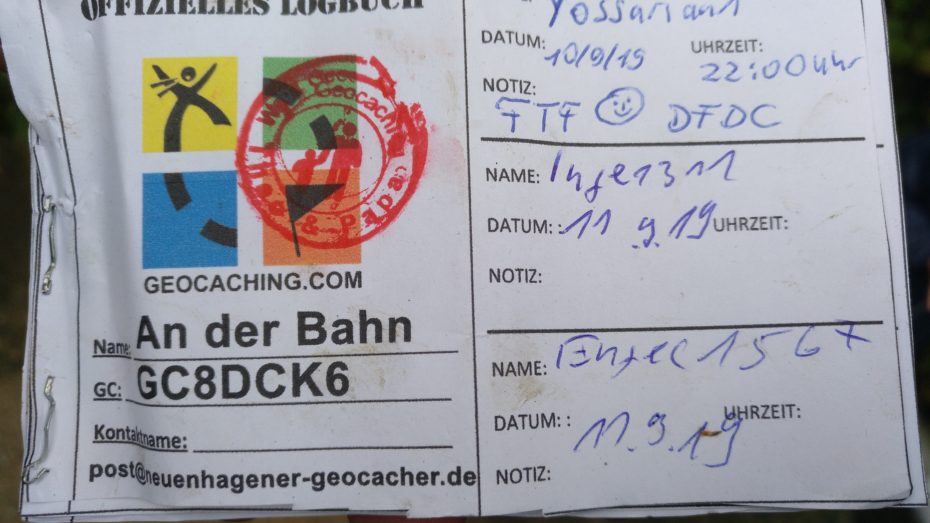 OFFIZIELLES LOGBUCH
GEOCACHING.COM
Name: An der Bahn
GC: GC8DCK6
Kontaktname:
post@neuenhagener-geocacher.de
Yossarian1
DATUM: 10/9/19 UHRZEIT: 22:00 Uhr
NOTIZ:
FTF DFDC
NAME: Inge1311
DATUM: : 11.9.19 UHRZEIT:
NOTIZ:
NAME: Engel1567
DATUM: : 11.9.19 UHRZEIT:
NOTIZ: